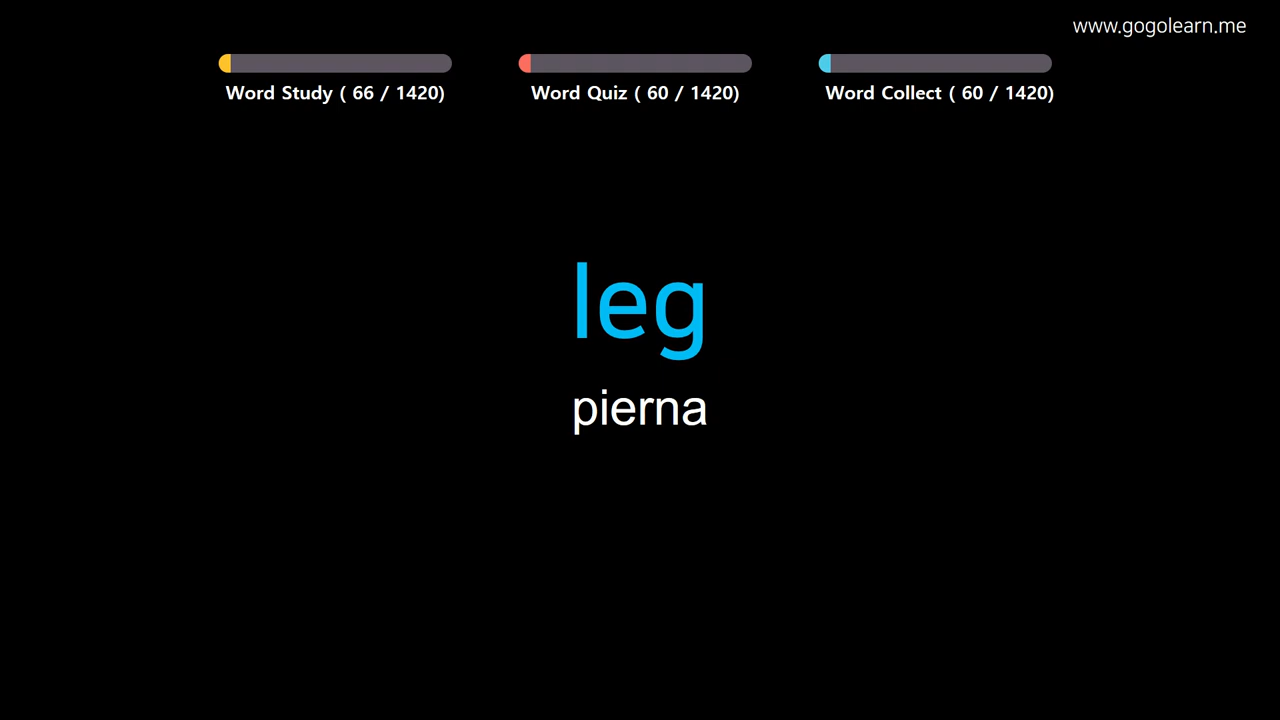 www.gogolearn.me
Word Study ( 66 / 1420)
Word Quiz ( 60 / 1420)
Word Collect ( 60 / 1420)
leg
pierna